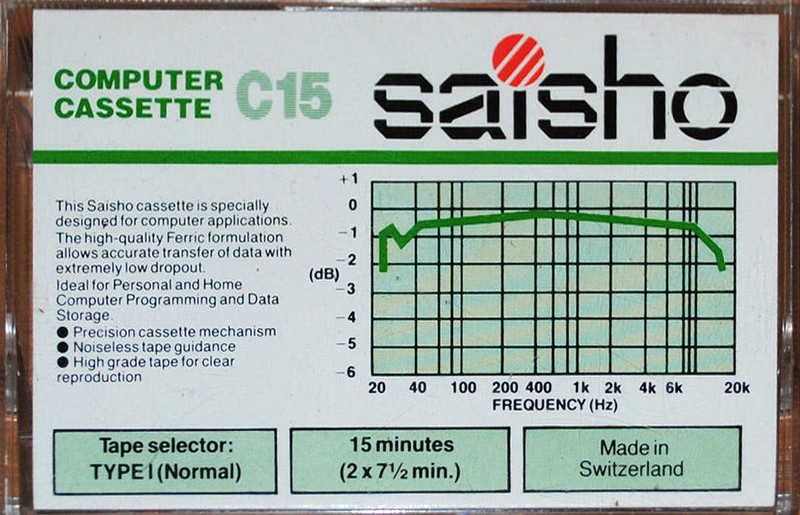 COMPUTER
CASSETTE
C15
saisho
This Saisho cassette is specially
designed for computer applications.
The high-quality Ferric formulation
allows accurate transfer of data with
extremely low dropout.
Ideal for Personal and Home
Computer Programming and Data
Storage.
● Precision cassette mechanism
● Noiseless tape guidance
● High grade tape for clear
reproduction
+1
0
−1
−2
(dB)
−3
−4
−5
−6
20 40 100 200 400 1k 2k 4k 6k 20k
FREQUENCY (Hz)
Tape selector:
TYPE I (Normal)
15 minutes
(2 x 7½ min.)
Made in
Switzerland